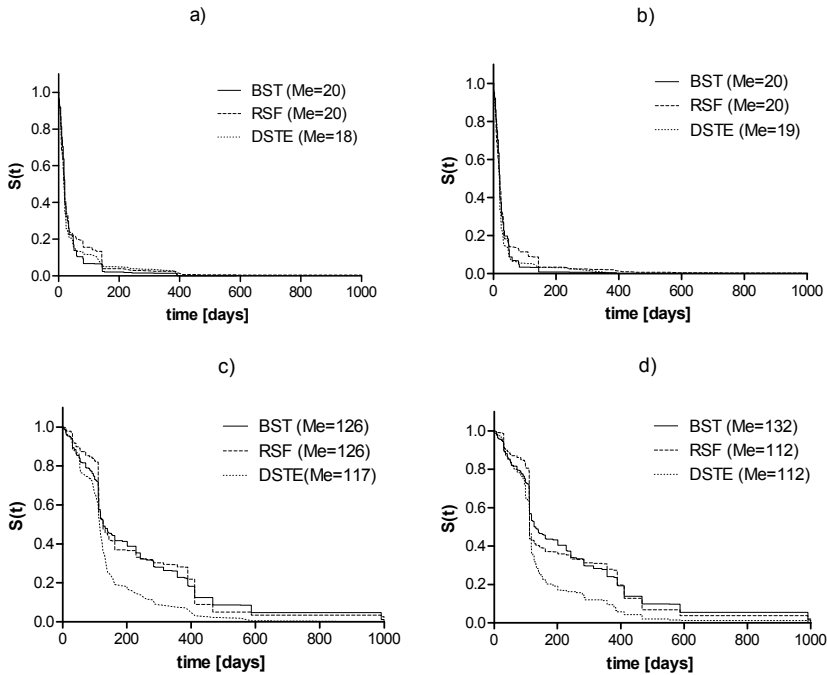 a)
1.0
0.8
0.6
0.4
0.2
0.0
S(t)
BST (Me=20)
RSF (Me=20)
DSTE (Me=18)
0 200 400 600 800 1000
time [days]
b)
1.0
0.8
0.6
0.4
0.2
0.0
S(t)
BST (Me=20)
RSF (Me=20)
DSTE (Me=19)
0 200 400 600 800 1000
time [days]
c)
1.0
0.8
0.6
0.4
0.2
0.0
S(t)
BST (Me=126)
RSF (Me=126)
DSTE(Me=117)
0 200 400 600 800 1000
time [days]
d)
1.0
0.8
0.6
0.4
0.2
0.0
S(t)
BST (Me=132)
RSF (Me=112)
DSTE (Me=112)
0 200 400 600 800 1000
time [days]